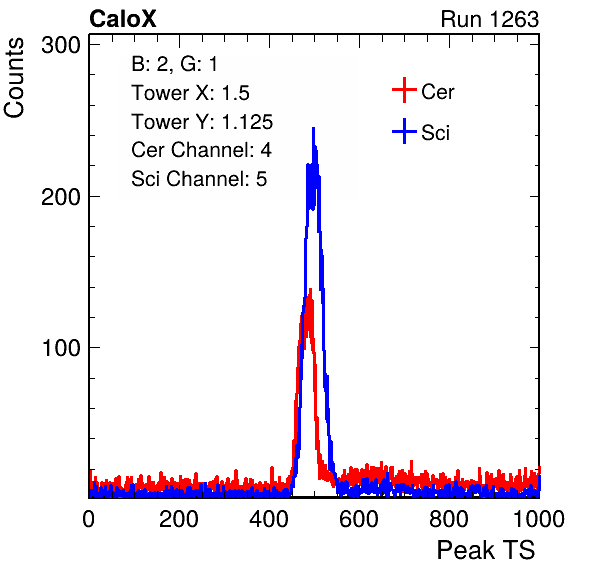 CaloX Run 1263
Counts
300
200
100
B: 2, G: 1
Tower X: 1.5
Tower Y: 1.125
Cer Channel: 4
Sci Channel: 5
Cer
Sci
0 200 400 600 800 1000
Peak TS